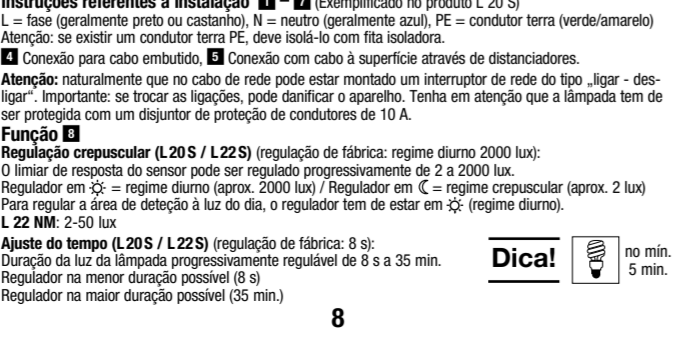 Instruções referentes à instalação 1 – 7 (Exemplificado no produto L 20 S)
L = fase (geralmente preto ou castanho), N = neutro (geralmente azul), PE = condutor terra (verde/amarelo)
Atenção: se existir um condutor terra PE, deve isolá-lo com fita isoladora.
4 Conexão para cabo embutido, 5 Conexão com cabo à superfície através de distanciadores.
Atenção: naturalmente que no cabo de rede pode estar montado um interruptor de rede do tipo „ligar - des-
ligar“. Importante: se trocar as ligações, pode danificar o aparelho. Tenha em atenção que a lâmpada tem de
ser protegida com um disjuntor de proteção de condutores de 10 A.
Função 8
Regulação crepuscular (L 20 S / L 22 S) (regulação de fábrica: regime diurno 2000 lux):
O limiar de resposta do sensor pode ser regulado progressivamente de 2 a 2000 lux.
Regulador em ☼ = regime diurno (aprox. 2000 lux) / Regulador em ☾ = regime crepuscular (aprox. 2 lux)
Para regular a área de deteção à luz do dia, o regulador tem de estar em ☼ (regime diurno).
L 22 NM: 2-50 lux
Ajuste do tempo (L 20 S / L 22 S) (regulação de fábrica: 8 s):
Duração da luz da lâmpada progressivamente regulável de 8 s a 35 min.
Regulador na menor duração possível (8 s)
Regulador na maior duração possível (35 min.)
Dica!
no mín.
5 min.
8